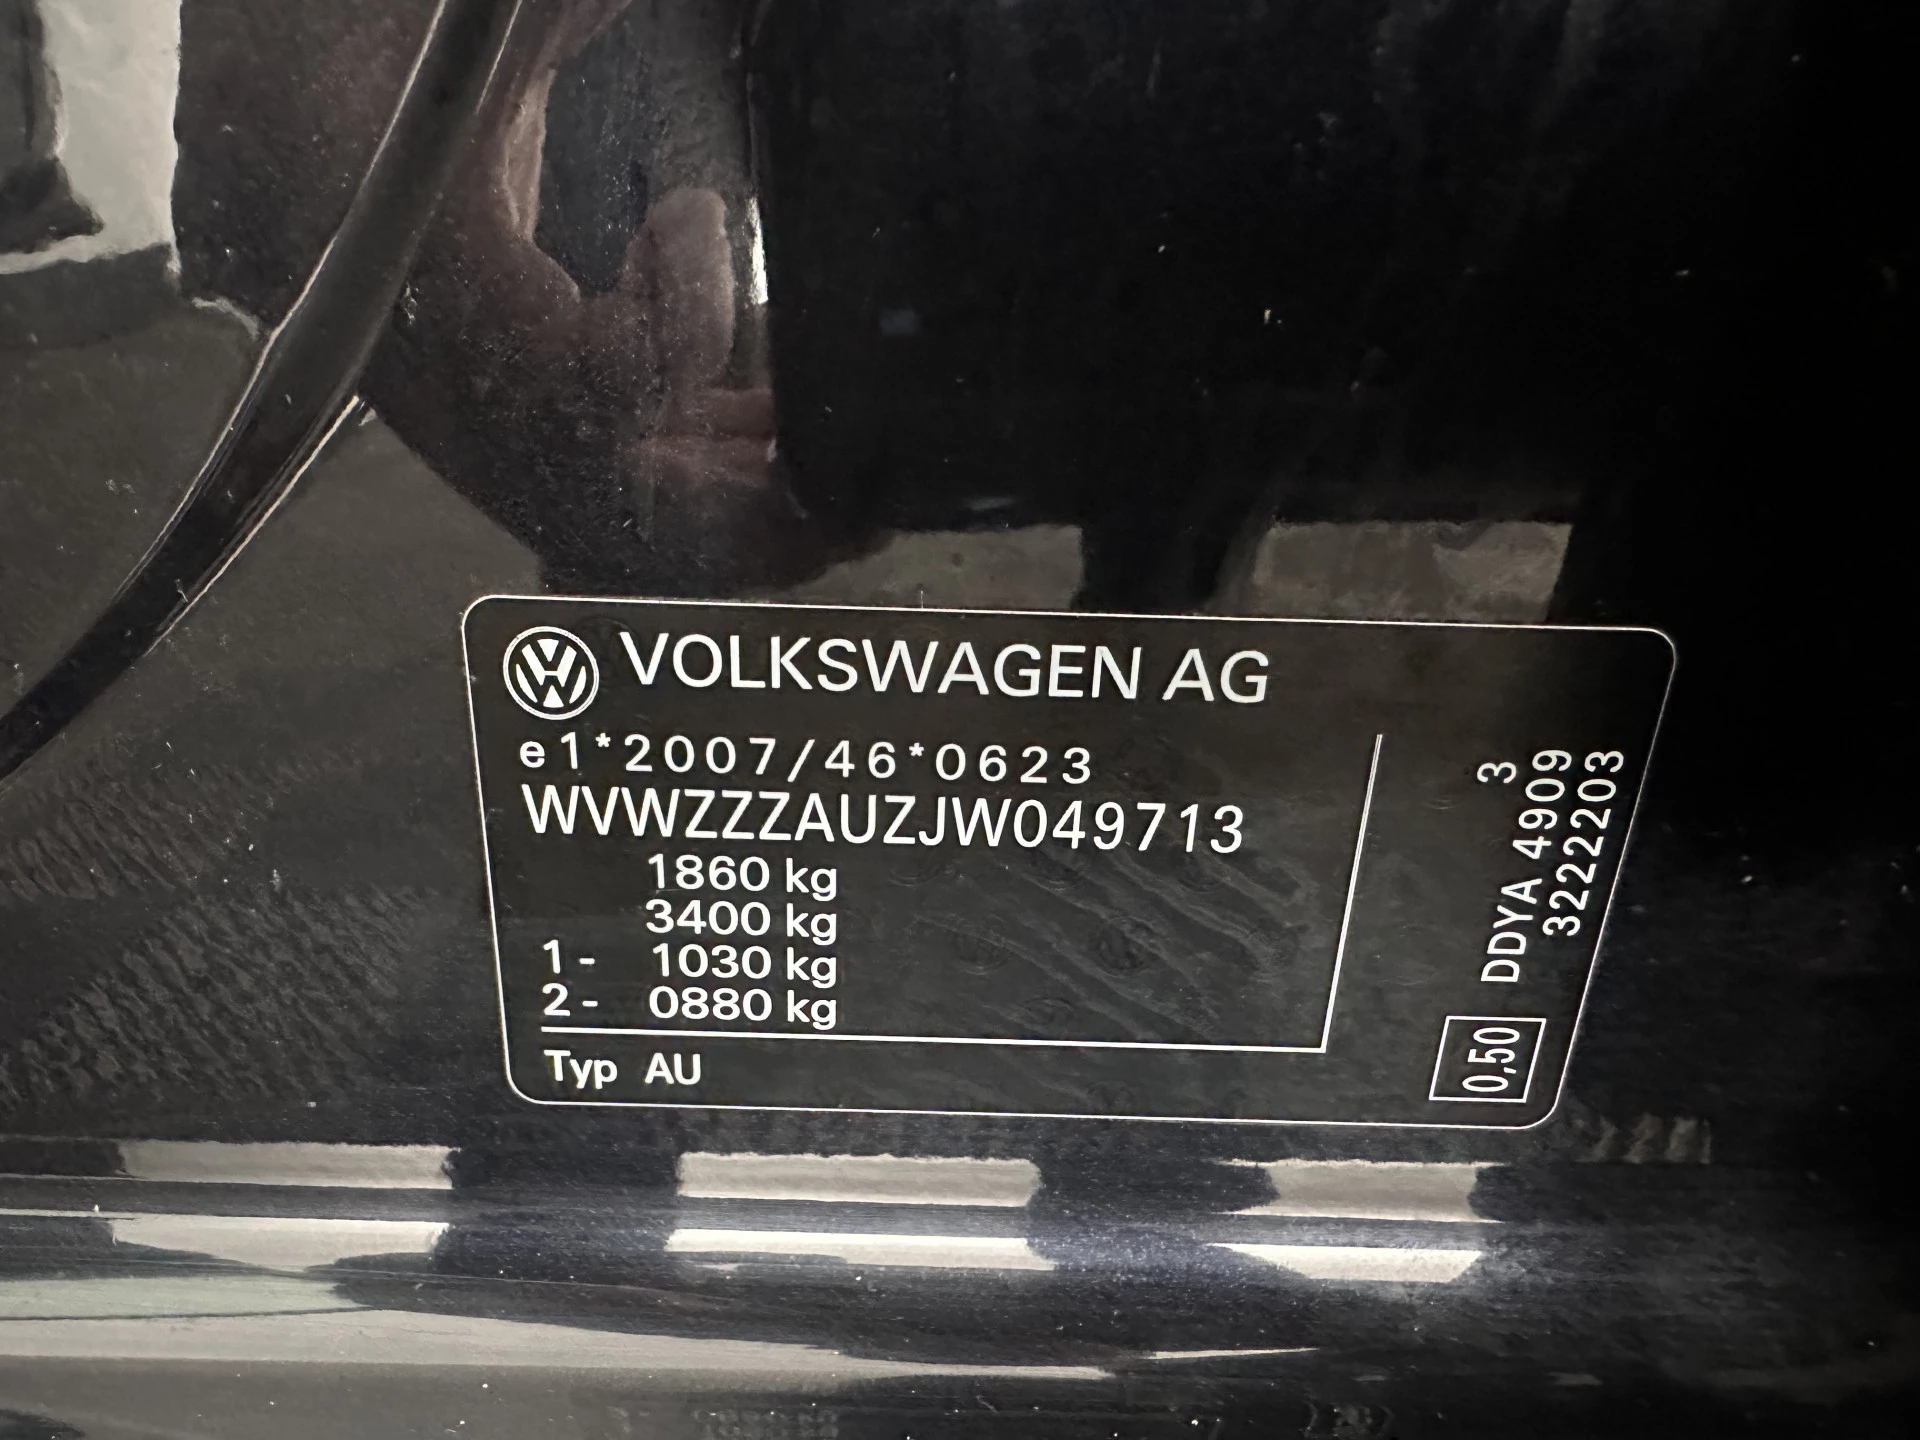 VOLKSWAGEN AG
e1*2007/46*0623
WVWZZZAUZJW049713
1860 kg
3400 kg
1- 1030 kg
2- 0880 kg
Typ AU
3
DDYA 4909
3222203
0,50